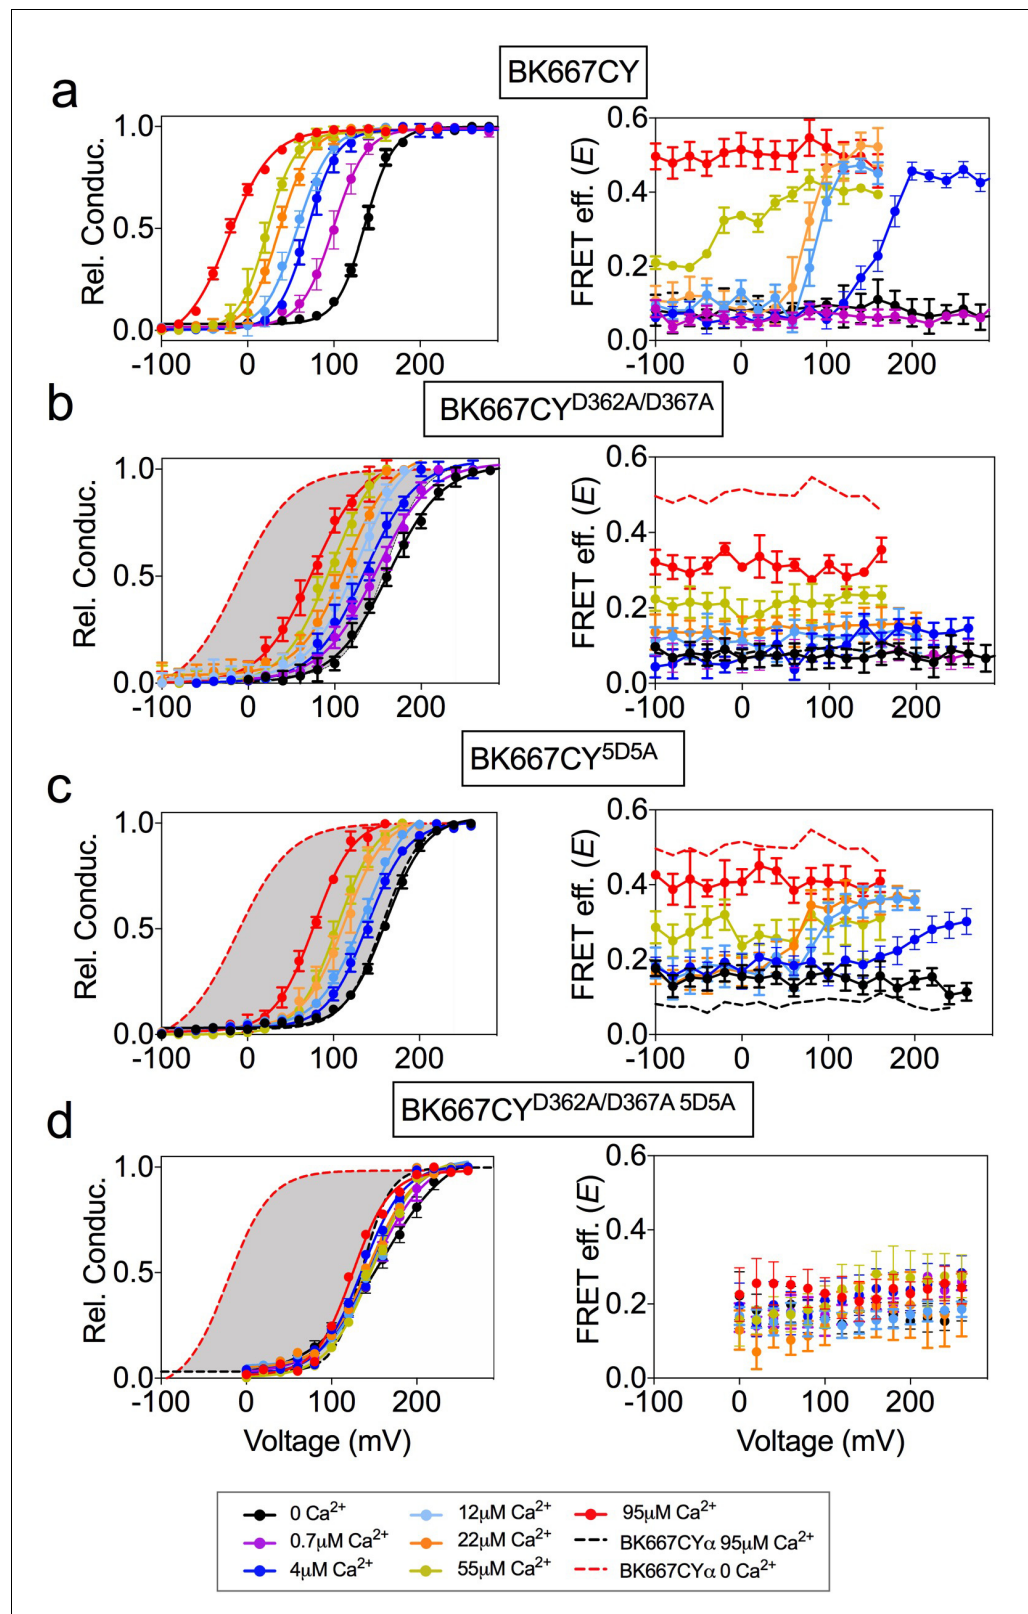 a
BK667CY
Rel. Conduc.
1.0
0.5
0.0
-100 0 100 200
FRET eff. (E)
0.6
0.4
0.2
0.0
-100 0 100 200
b
BK667CY^D362A/D367A
Rel. Conduc.
1.0
0.5
0.0
-100 0 100 200
FRET eff. (E)
0.6
0.4
0.2
0.0
-100 0 100 200
c
BK667CY^5D5A
Rel. Conduc.
1.0
0.5
0.0
-100 0 100 200
FRET eff. (E)
0.6
0.4
0.2
0.0
-100 0 100 200
d
BK667CY^D362A/D367A 5D5A
Rel. Conduc.
1.0
0.5
0.0
-100 0 100 200
Voltage (mV)
FRET eff. (E)
0.6
0.4
0.2
0.0
-100 0 100 200
Voltage (mV)
0 Ca²⁺
0.7µM Ca²⁺
4µM Ca²⁺
12µM Ca²⁺
22µM Ca²⁺
55µM Ca²⁺
95µM Ca²⁺
BK667CYα 95µM Ca²⁺
BK667CYα 0 Ca²⁺